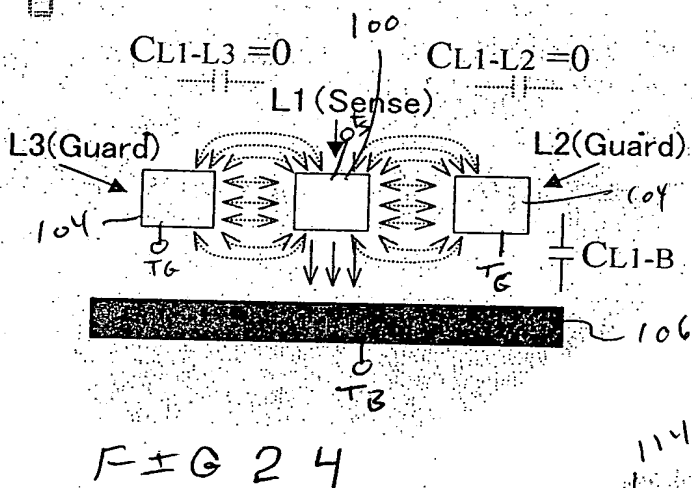 100
CL1-L3 =0
CL1-L2 =0
L1 (Sense)
L3(Guard)
L2(Guard)
104
104
TG
TG
CL1-B
106
TB
FIG 24
114